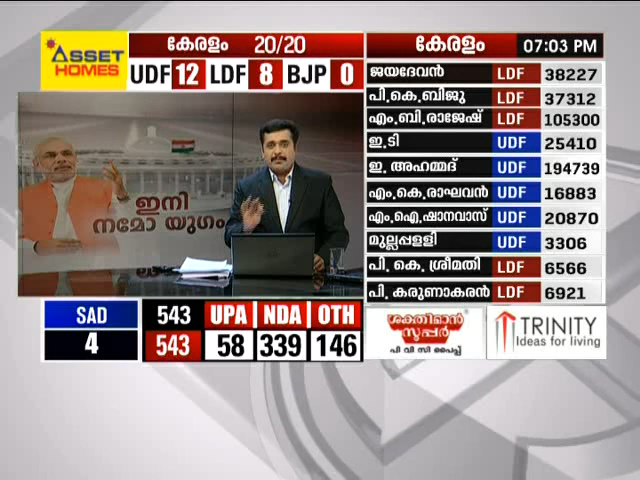 ASSET
HOMES
കേരളം 20/20
UDF 12 LDF 8 BJP 0
കേരളം 07:03 PM
ജയദേവൻ LDF 38227
പി.കെ.ബിജു LDF 37312
എം.ബി.രാജേഷ് LDF 105300
ഇ.ടി UDF 25410
ഇ. അഹമ്മദ് UDF 194739
എം.കെ.രാഘവൻ UDF 16883
എം.ഐ,ഷാനവാസ് UDF 20870
മുല്ലപ്പള്ളി UDF 3306
പി. കെ. ശ്രീമതി LDF 6566
പി. കരുണാകരൻ LDF 6921
ഇനി
നമോ യുഗം
SAD 543 UPA NDA OTH
4 543 58 339 146
ശക്തിമാൻ
സൂപ്പർ
പി വി സി പൈപ്പ്
TRINITY
Ideas for living